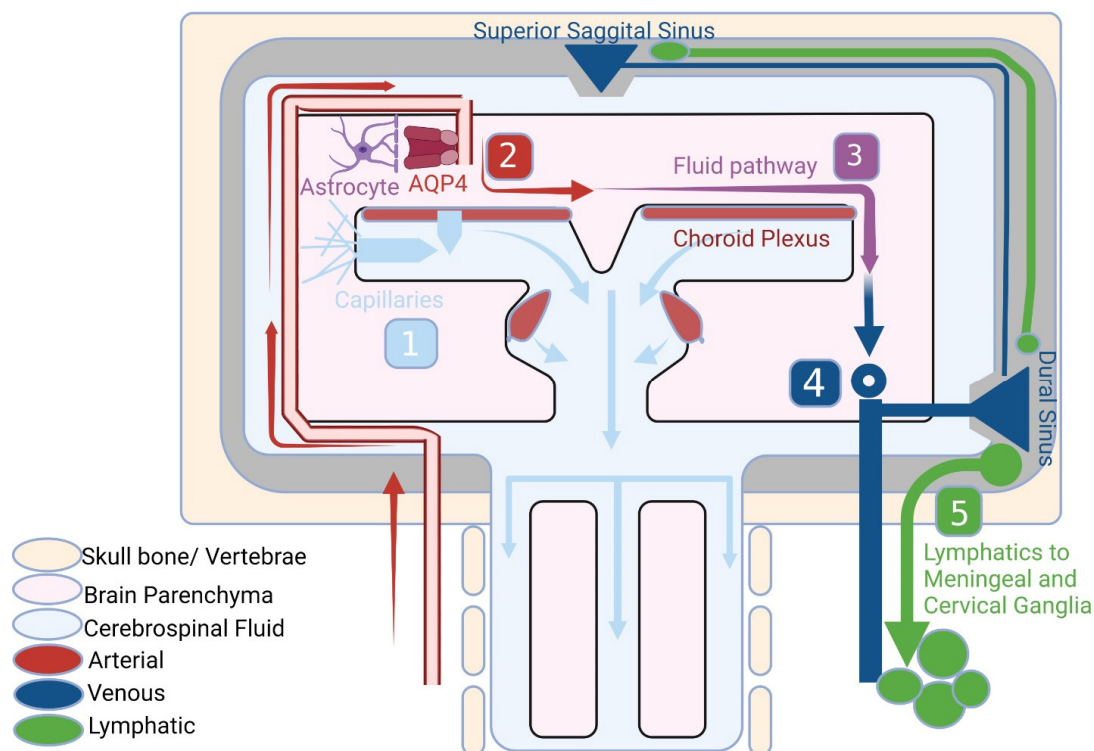 Superior Saggital Sinus
2
3
Fluid pathway
Astrocyte
AQP4
Choroid Plexus
Capillaries
1
4
Dural Sinus
5
Lymphatics to
Meningeal and
Cervical Ganglia
Skull bone/ Vertebrae
Brain Parenchyma
Cerebrospinal Fluid
Arterial
Venous
Lymphatic